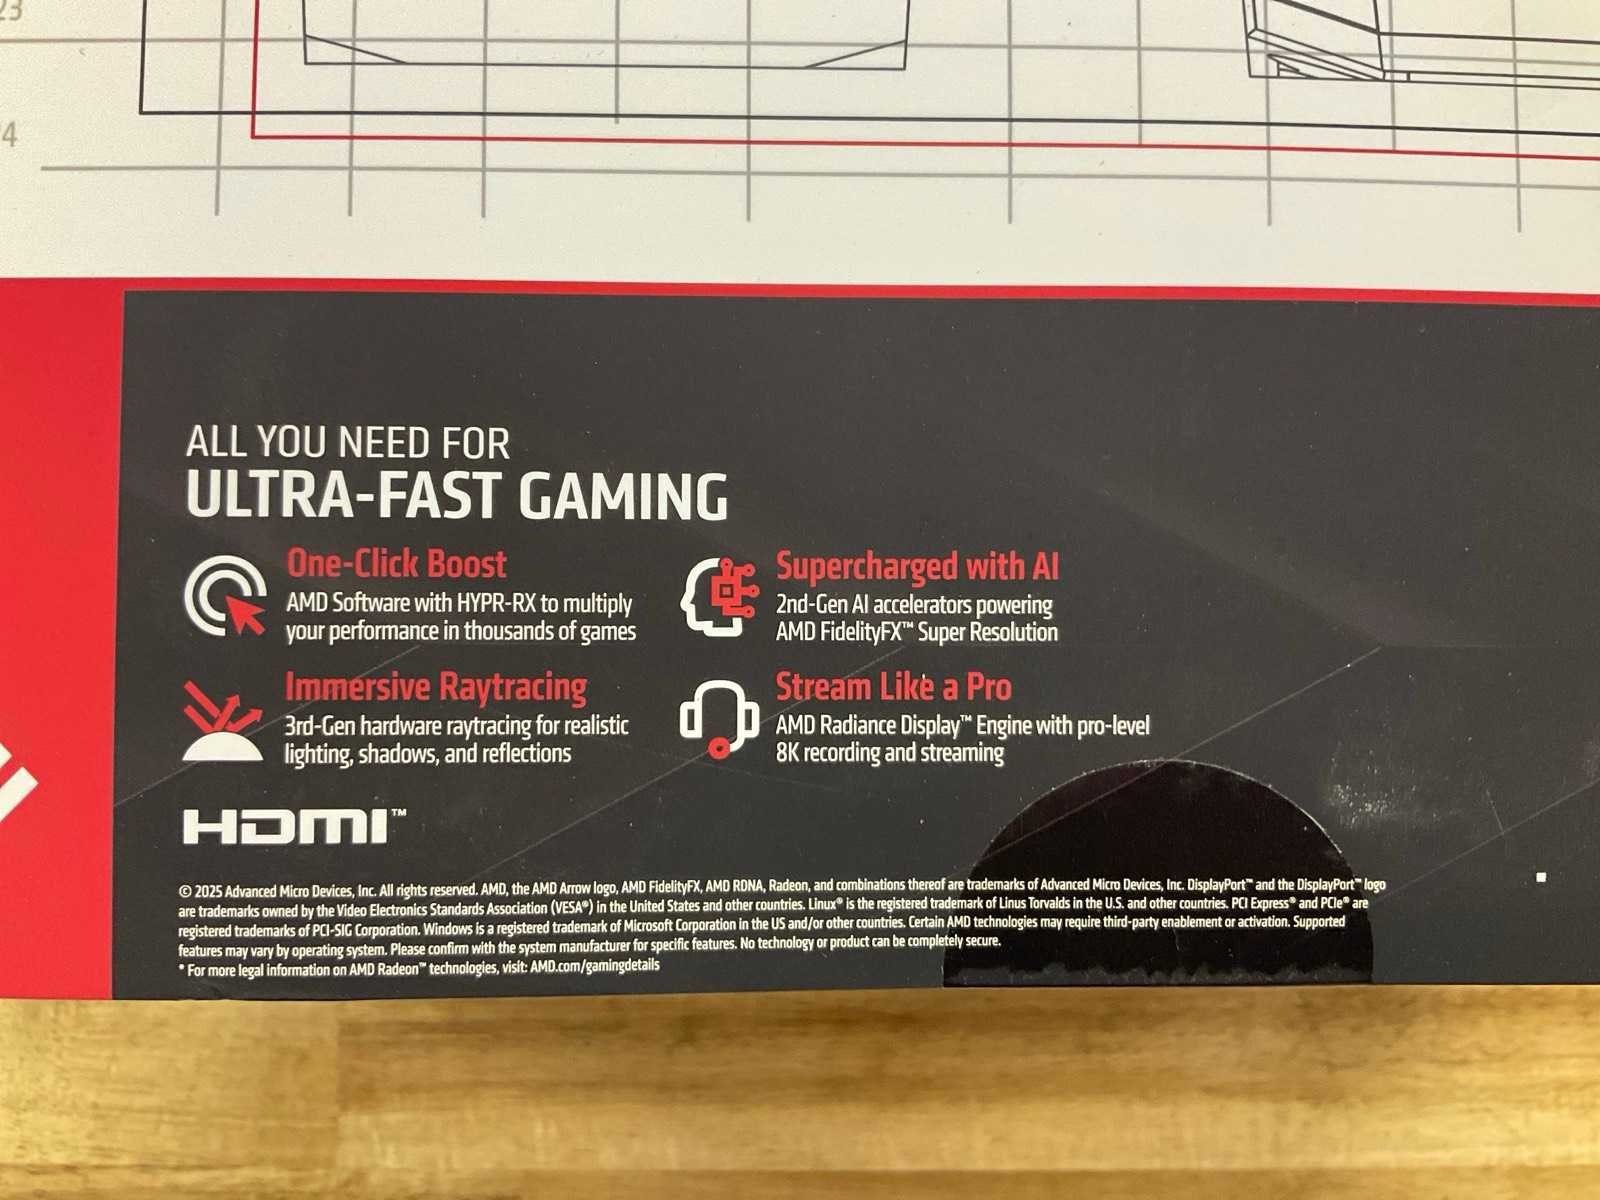 23
4
ALL YOU NEED FOR
ULTRA-FAST GAMING
One-Click Boost
AMD Software with HYPR-RX to multiply
your performance in thousands of games
Supercharged with AI
2nd-Gen AI accelerators powering
AMD FidelityFX™ Super Resolution
Immersive Raytracing
3rd-Gen hardware raytracing for realistic
lighting, shadows, and reflections
Stream Like a Pro
AMD Radiance Display™ Engine with pro-level
8K recording and streaming
HDMI™
© 2025 Advanced Micro Devices, Inc. All rights reserved. AMD, the AMD Arrow logo, AMD FidelityFX, AMD RDNA, Radeon, and combinations thereof are trademarks of Advanced Micro Devices, Inc. DisplayPort™ and the DisplayPort™ logo
are trademarks owned by the Video Electronics Standards Association (VESA®) in the United States and other countries. Linux® is the registered trademark of Linus Torvalds in the U.S. and other countries. PCI Express® and PCIe® are
registered trademarks of PCI-SIG Corporation. Windows is a registered trademark of Microsoft Corporation in the US and/or other countries. Certain AMD technologies may require third-party enablement or activation. Supported
features may vary by operating system. Please confirm with the system manufacturer for specific features. No technology or product can be completely secure.
* For more legal information on AMD Radeon™ technologies, visit: AMD.com/gamingdetails